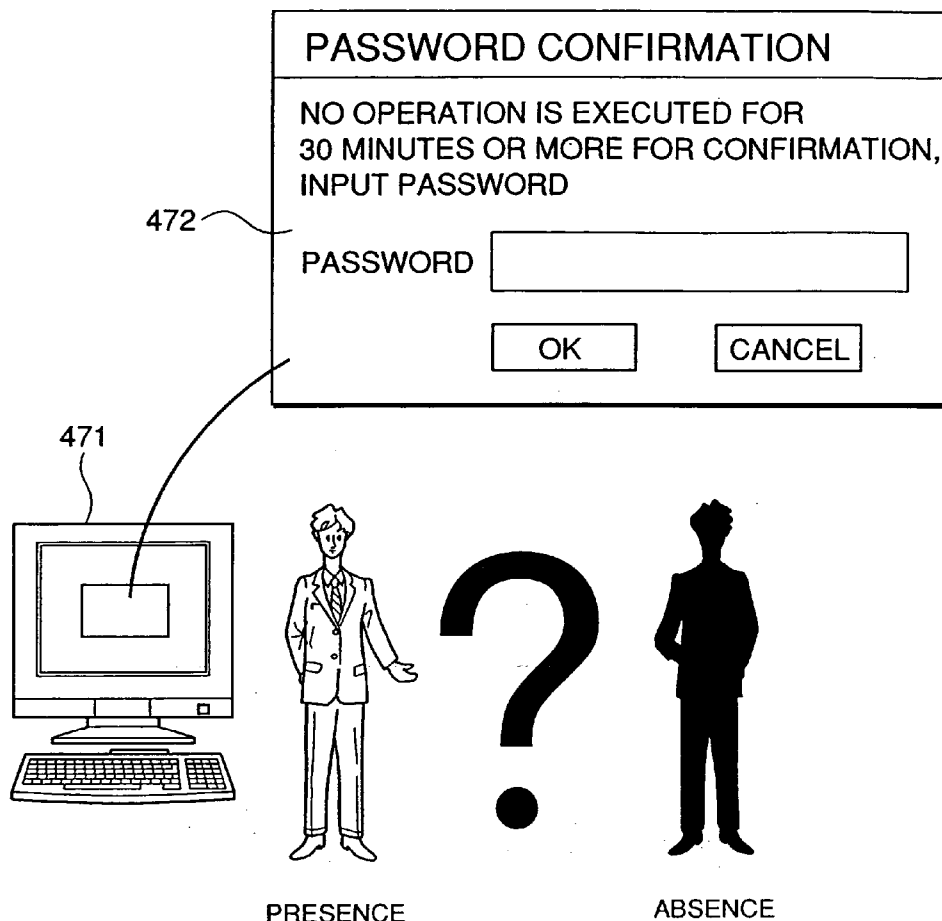 PASSWORD CONFIRMATION
NO OPERATION IS EXECUTED FOR
30 MINUTES OR MORE FOR CONFIRMATION,
INPUT PASSWORD
472
PASSWORD
OK
CANCEL
471
?
PRESENCE
ABSENCE